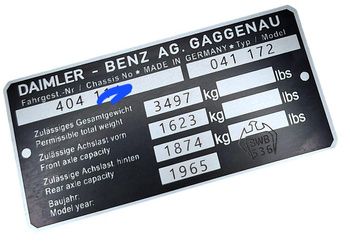 DAIMLER - BENZ AG. GAGGENAU
Fahrgest.-Nr / Chassis No • MADE IN GERMANY • Typ / Model
404 041 172
Zulässiges Gesamtgewicht
Permissible total weight
3497 kg lbs
Zulässige Achslast vorn
Front axle capacity
1623 kg lbs
Zulässige Achslast hinten
Rear axle capacity
1874 kg lbs
Baujahr:
Model year:
1965
BWB
536